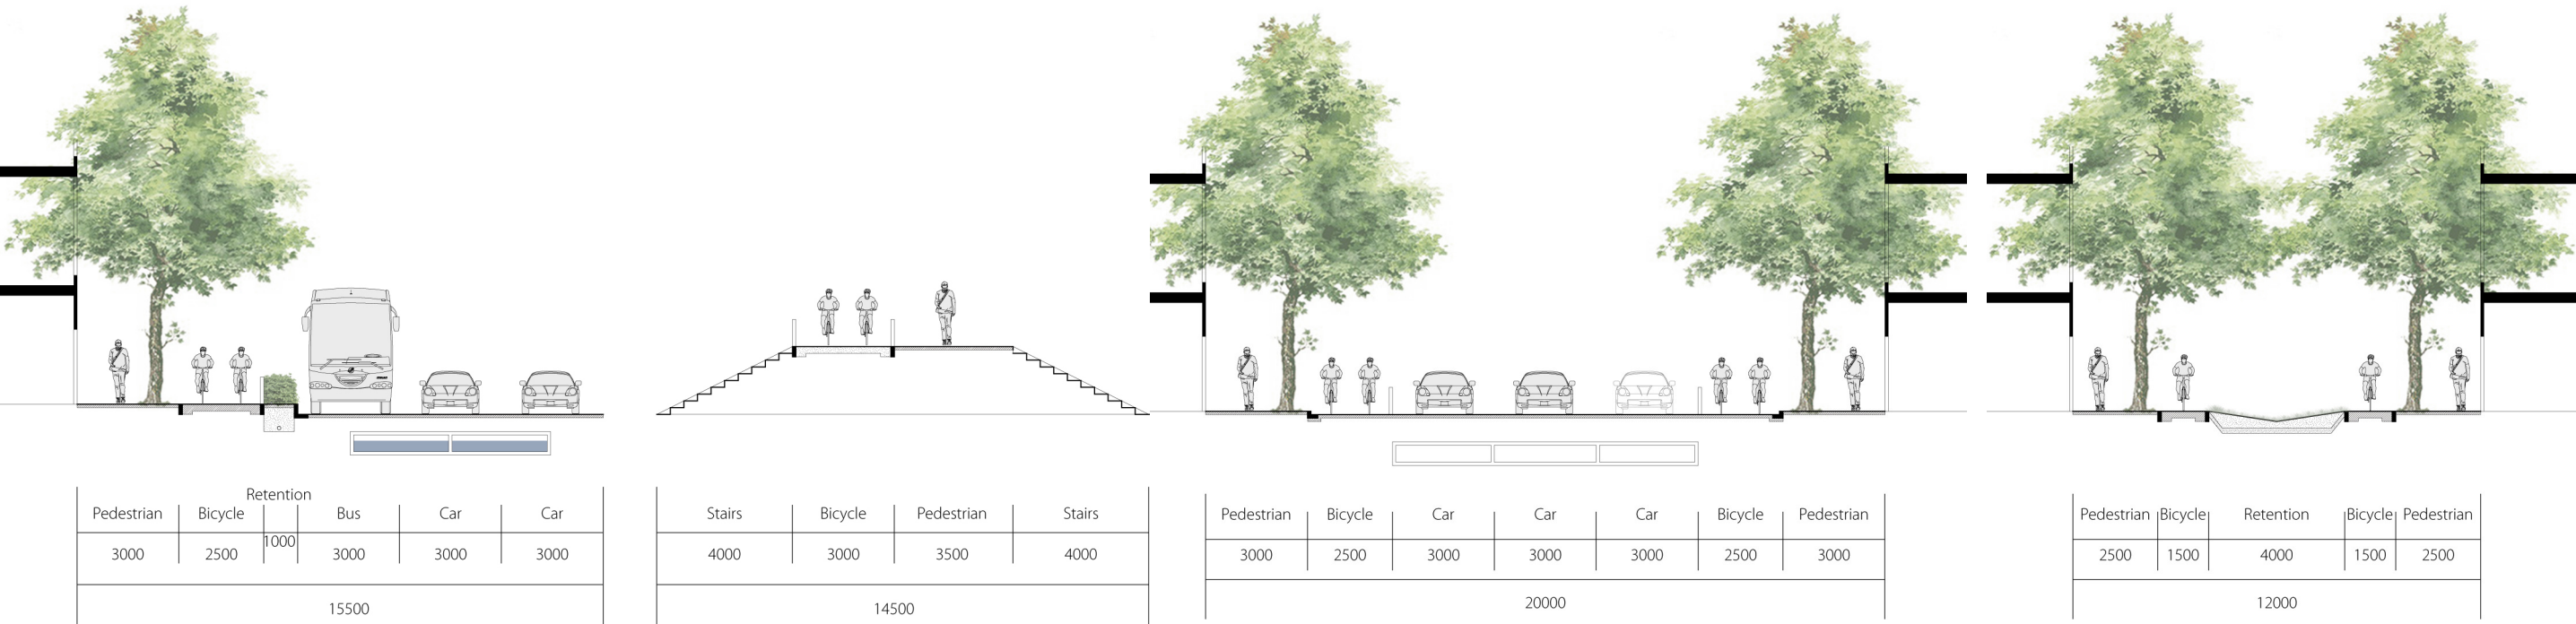 Retention
Pedestrian Bicycle Bus Car Car
3000 2500 1000 3000 3000 3000
15500
Stairs Bicycle Pedestrian Stairs
4000 3000 3500 4000
14500
Pedestrian Bicycle Car Car Car Bicycle Pedestrian
3000 2500 3000 3000 3000 2500 3000
20000
Pedestrian Bicycle Retention Bicycle Pedestrian
2500 1500 4000 1500 2500
12000